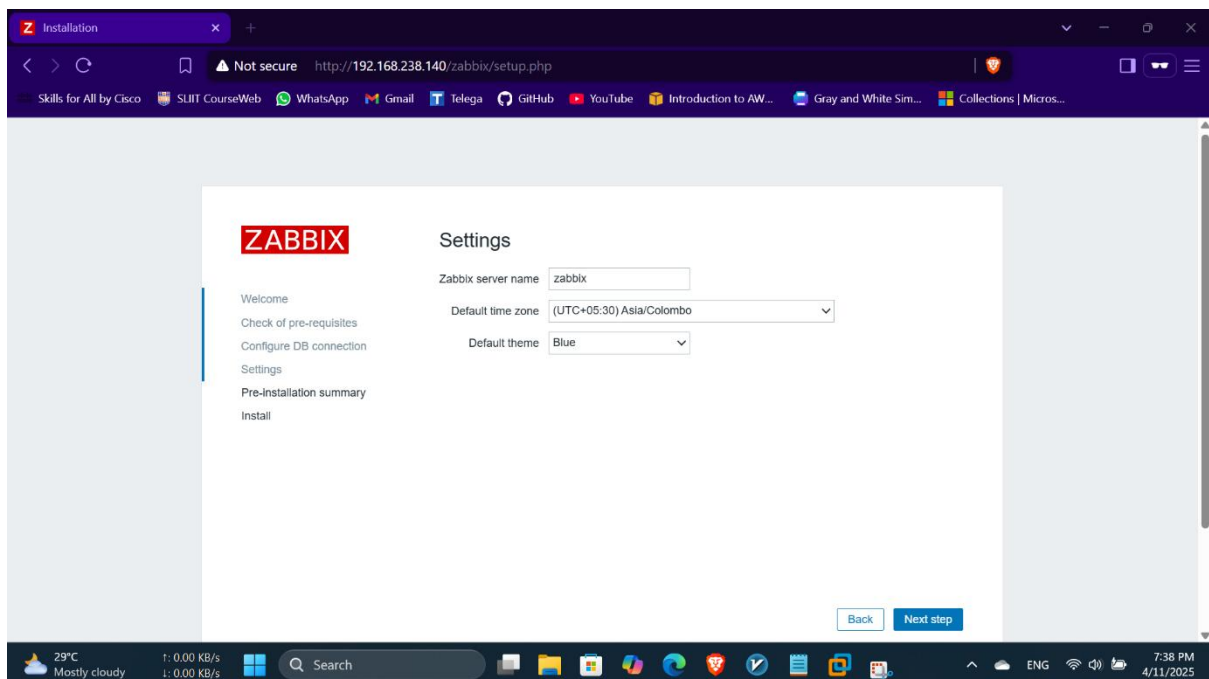 Z Installation
Not secure http://192.168.238.140/zabbix/setup.php
Skills for All by Cisco SLIIT CourseWeb WhatsApp Gmail Telega GitHub YouTube Introduction to AW... Gray and White Sim... Collections | Micros...
ZABBIX
Welcome
Check of pre-requisites
Configure DB connection
Settings
Pre-installation summary
Install
Settings
Zabbix server name zabbix
Default time zone (UTC+05:30) Asia/Colombo
Default theme Blue
Back Next step
29°C
Mostly cloudy
↑: 0.00 KB/s
↓: 0.00 KB/s
Search
ENG
7:38 PM
4/11/2025